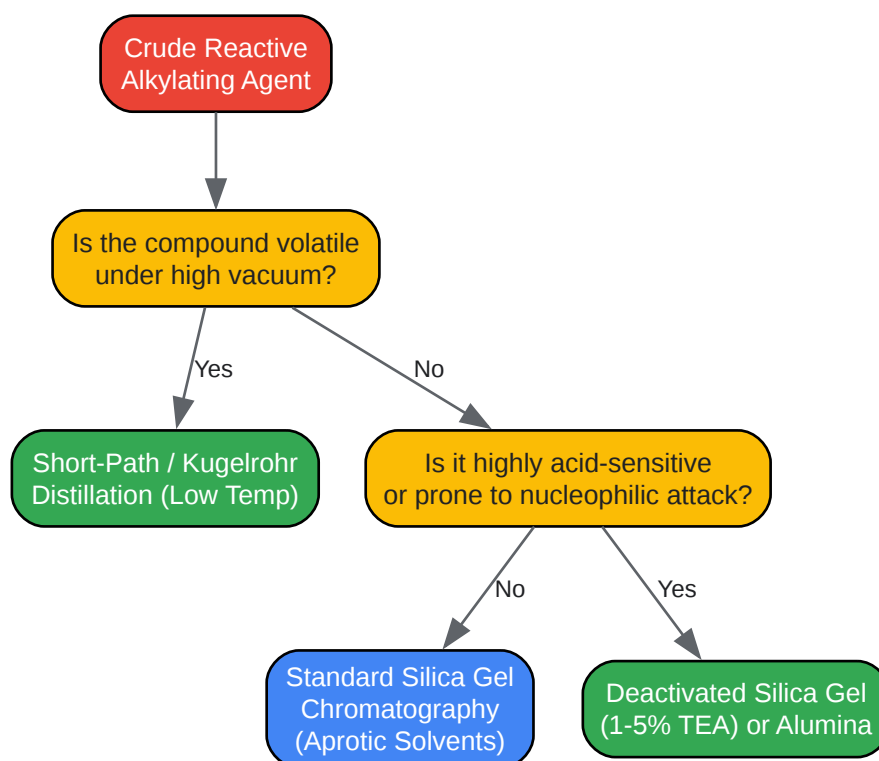 Crude Reactive
Alkylating Agent
Is the compound volatile
under high vacuum?
Yes
No
Short-Path / Kugelrohr
Distillation (Low Temp)
Is it highly acid-sensitive
or prone to nucleophilic attack?
No
Yes
Standard Silica Gel
Chromatography
(Aprotic Solvents)
Deactivated Silica Gel
(1-5% TEA) or Alumina